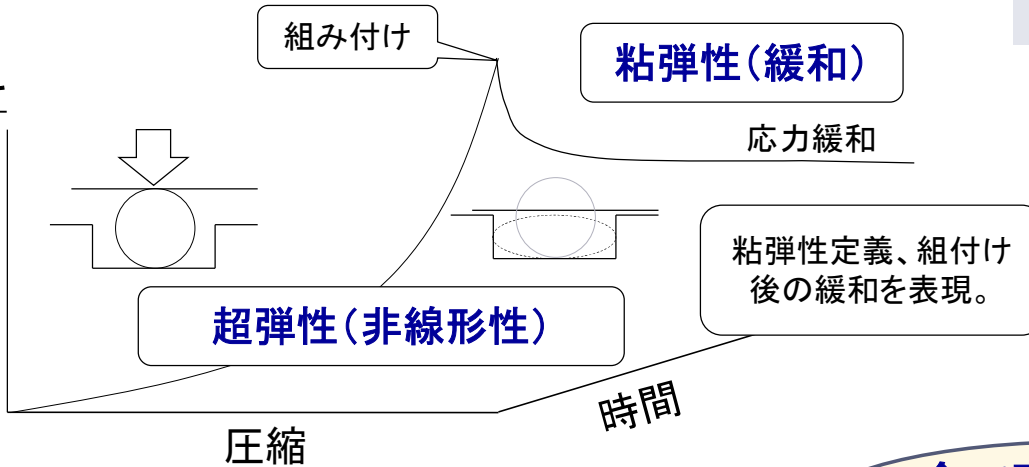 組み付け
粘弾性（緩和）
応力緩和
粘弾性定義、組付け
後の緩和を表現。
超弾性（非線形性）
時間
圧縮